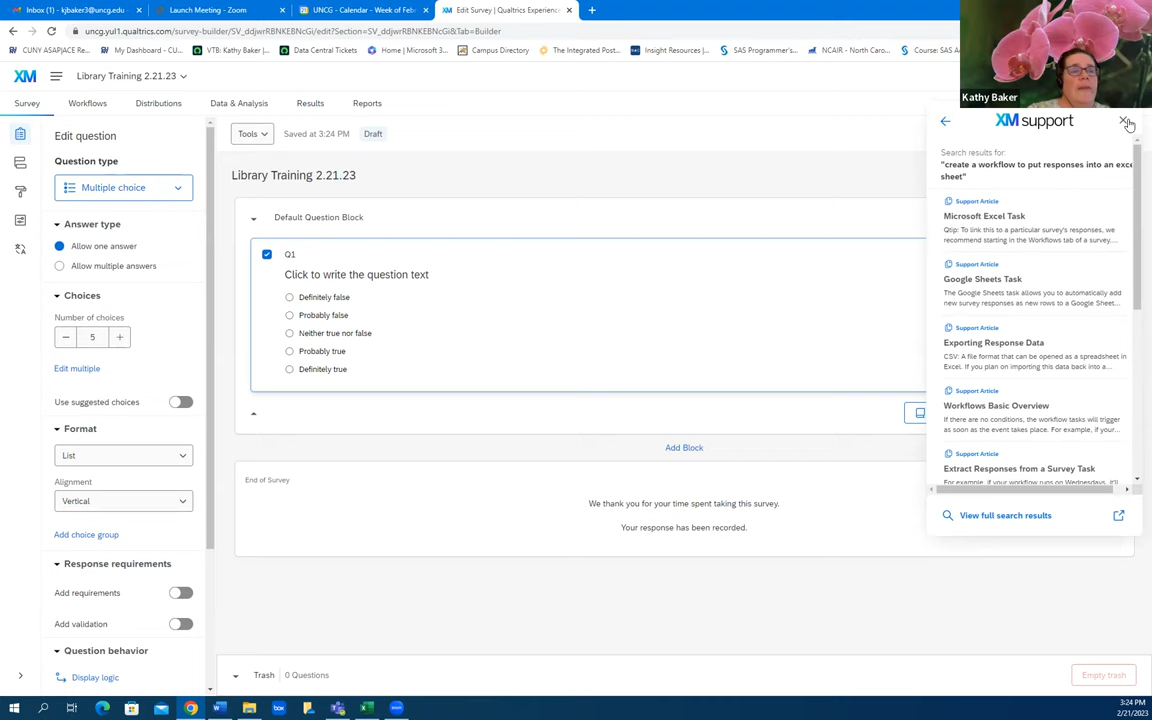 Inbox (1) - kjbaker3@uncg.edu -
Launch Meeting - Zoom
UNCG - Calendar - Week of Febr
Edit Survey | Qualtrics Experience
uncg.yul1.qualtrics.com/survey-builder/SV_ddjwrRBNKEBNcGi/edit?Section=SV_ddjwrRBNKEBNcGi&Tab=Builder
CUNY ASAP|ACE Re
My Dashboard - CU...
VTB: Kathy Baker |
Data Central Tickets
Home | Microsoft 3...
Campus Directory
The Integrated Post...
Insight Resources |...
SAS Programmer's...
NCAIR - North Caro...
Course: SAS
Kathy Baker
XM
Library Training 2.21.23
Survey
Workflows
Distributions
Data & Analysis
Results
Reports
Edit question
Question type
Multiple choice
Answer type
Allow one answer
Allow multiple answers
Choices
Number of choices
5
Edit multiple
Use suggested choices
Format
List
Alignment
Vertical
Add choice group
Response requirements
Add requirements
Add validation
Question behavior
Display logic
Tools
Saved at 3:24 PM
Draft
Library Training 2.21.23
Default Question Block
Q1
Click to write the question text
Definitely false
Probably false
Neither true nor false
Probably true
Definitely true
Add Block
End of Survey
We thank you for your time spent taking this survey.
Your response has been recorded.
Trash
0 Questions
Empty trash
XM support
Search results for:
"create a workflow to put responses into an exce
sheet"
Support Article
Microsoft Excel Task
Qtip: To link this to a particular survey's responses, we
recommend starting in the Workflows tab of a survey....
Support Article
Google Sheets Task
The Google Sheets task allows you to automatically add
new survey responses as new rows to a Google Sheet...
Support Article
Exporting Response Data
CSV: A file format that can be opened as a spreadsheet in
Excel. If you plan on importing this data back into a...
Support Article
Workflows Basic Overview
If there are no conditions, the workflow tasks will trigger
as soon as the event takes place. For example, if your...
Support Article
Extract Responses from a Survey Task
For example, if your workflow runs on Wednesdays, it'll
View full search results
box
3:24 PM
2/21/2023